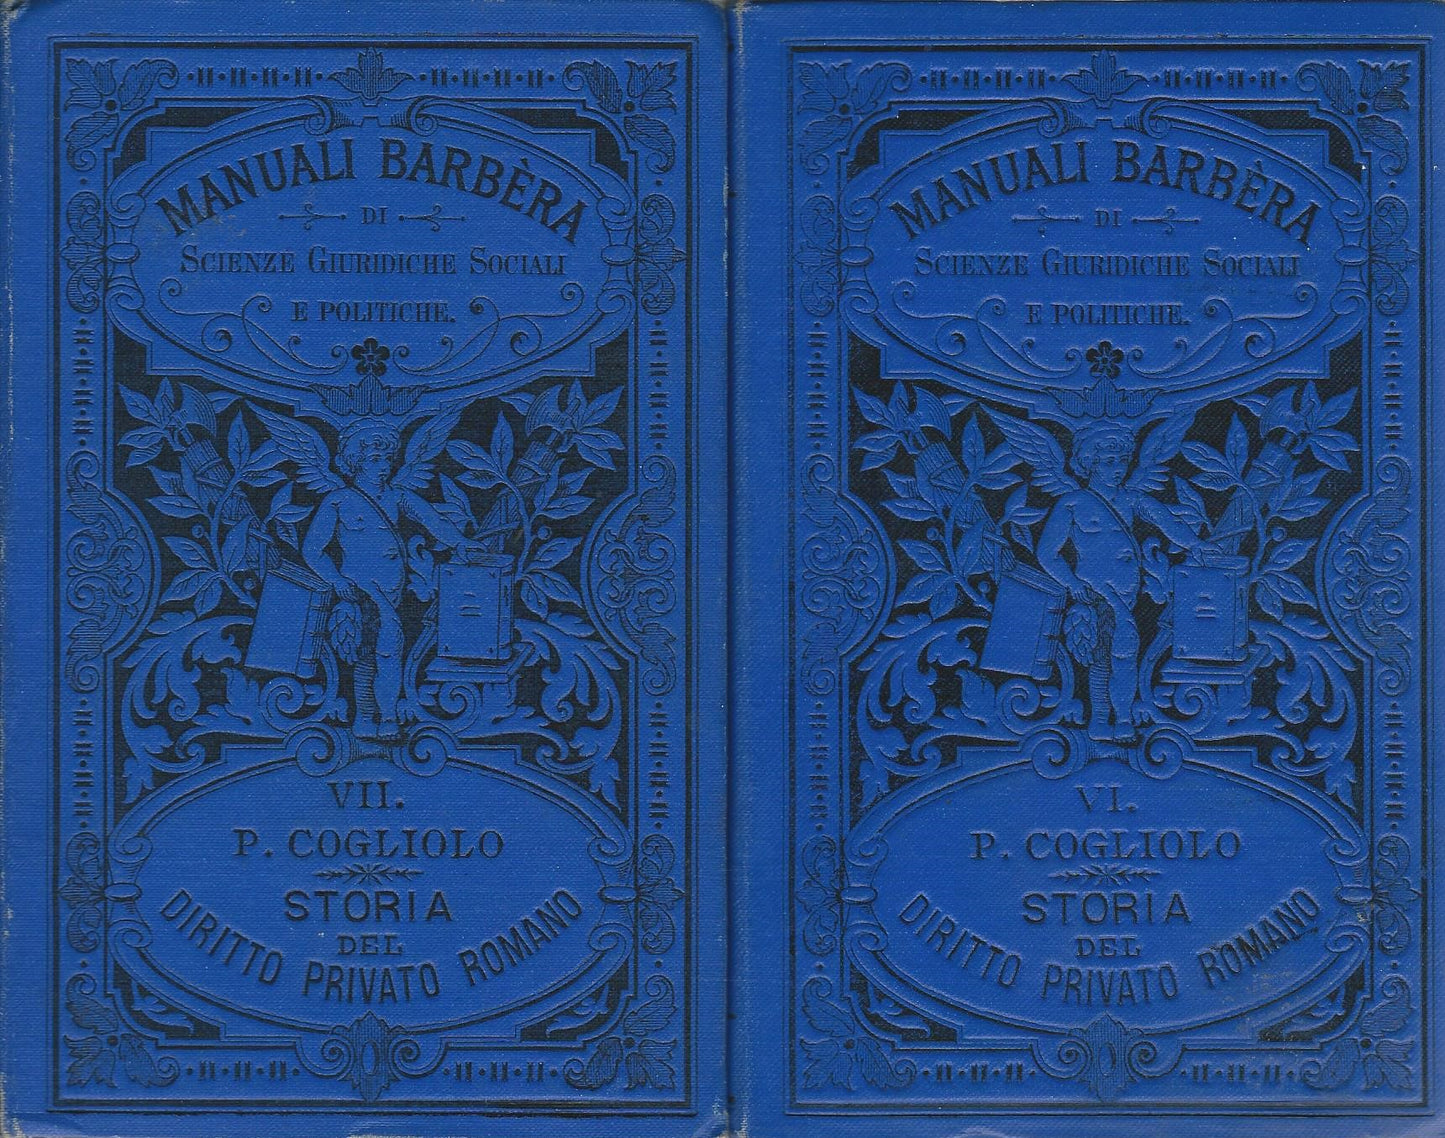 MANUALI BARBÈRA
DI
SCIENZE GIURIDICHE SOCIALI
E POLITICHE.
VII.
P. COGLIOLO
STORIA
DEL
DIRITTO PRIVATO ROMANO
MANUALI BARBÈRA
DI
SCIENZE GIURIDICHE SOCIALI
E POLITICHE.
VI.
P. COGLIOLO
STORIA
DEL
DIRITTO PRIVATO ROMANO